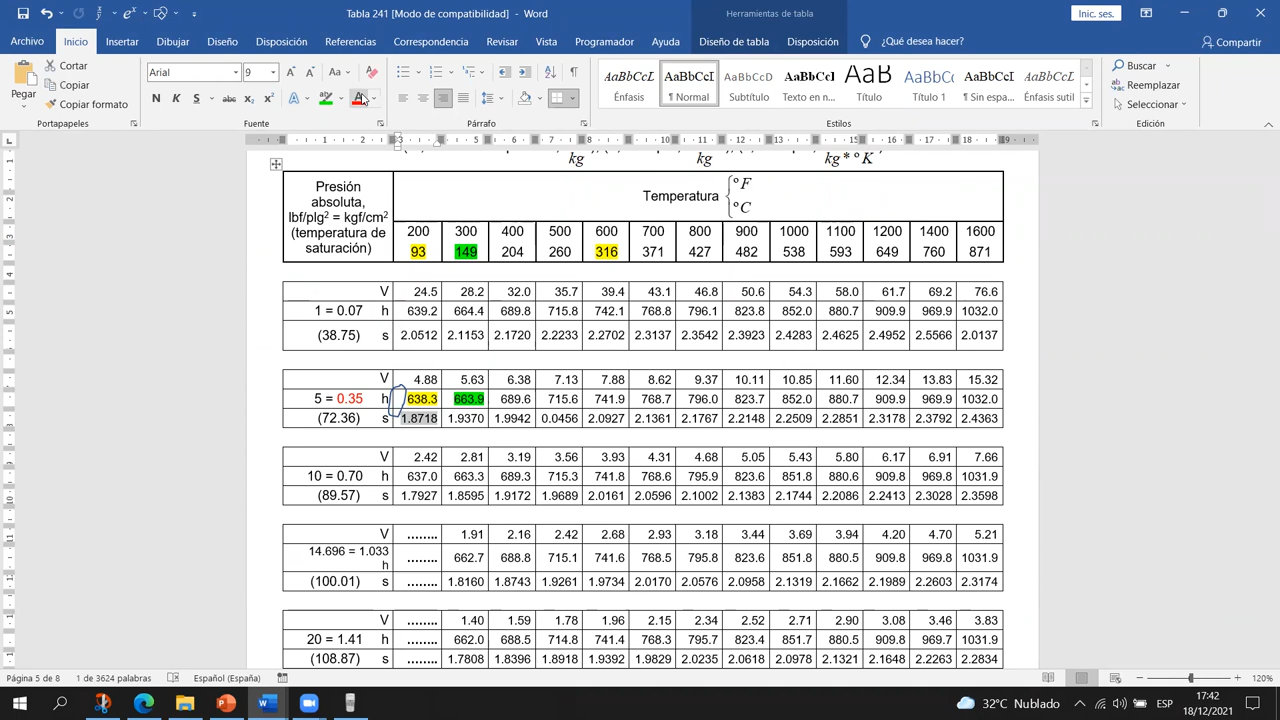 Tabla 241 [Modo de compatibilidad] - Word
Herramientas de tabla
Inic. ses.
Archivo Inicio Insertar Dibujar Diseño Disposición Referencias Correspondencia Revisar Vista Programador Ayuda Diseño de tabla Disposición ¿Qué desea hacer? Compartir
Pegar
Cortar
Copiar
Copiar formato
Portapapeles
Arial 9
N K S abc x₂ x²
Fuente
Párrafo
AaBbCcL AaBbCcI AaBbCcD AaBbCcI AaB AaBbCcI AaBbCcD AaBbCcL
Énfasis ¶ Normal Subtítulo Texto en n... Título Título 1 ¶ Sin espa... Énfasis sutil
Estilos
Buscar
Reemplazar
Seleccionar
Edición
kg kg kg * º K
Presión absoluta, lbf/plg² = kgf/cm² (temperatura de saturación)
Temperatura { º F º C
200 300 400 500 600 700 800 900 1000 1100 1200 1400 1600
93 149 204 260 316 371 427 482 538 593 649 760 871
V 24.5 28.2 32.0 35.7 39.4 43.1 46.8 50.6 54.3 58.0 61.7 69.2 76.6
1 = 0.07 h 639.2 664.4 689.8 715.8 742.1 768.8 796.1 823.8 852.0 880.7 909.9 969.9 1032.0
(38.75) s 2.0512 2.1153 2.1720 2.2233 2.2702 2.3137 2.3542 2.3923 2.4283 2.4625 2.4952 2.5566 2.0137
V 4.88 5.63 6.38 7.13 7.88 8.62 9.37 10.11 10.85 11.60 12.34 13.83 15.32
5 = 0.35 h 638.3 663.9 689.6 715.6 741.9 768.7 796.0 823.7 852.0 880.7 909.9 969.9 1032.0
(72.36) s 1.8718 1.9370 1.9942 0.0456 2.0927 2.1361 2.1767 2.2148 2.2509 2.2851 2.3178 2.3792 2.4363
V 2.42 2.81 3.19 3.56 3.93 4.31 4.68 5.05 5.43 5.80 6.17 6.91 7.66
10 = 0.70 h 637.0 663.3 689.3 715.3 741.8 768.6 795.9 823.7 851.8 880.6 909.9 969.8 1031.9
(89.57) s 1.7927 1.8595 1.9172 1.9689 2.0161 2.0596 2.1002 2.1383 2.1744 2.2086 2.2413 2.3028 2.3598
V ........ 1.91 2.16 2.42 2.68 2.93 3.18 3.44 3.69 3.94 4.20 4.70 5.21
14.696 = 1.033 h ........ 662.7 688.8 715.1 741.6 768.5 795.8 823.6 851.8 880.5 909.8 969.8 1031.9
(100.01) s ........ 1.8160 1.8743 1.9261 1.9734 2.0170 2.0576 2.0958 2.1319 2.1662 2.1989 2.2603 2.3174
V ........ 1.40 1.59 1.78 1.96 2.15 2.34 2.52 2.71 2.90 3.08 3.46 3.83
20 = 1.41 h ........ 662.0 688.5 714.8 741.4 768.3 795.7 823.4 851.7 880.5 909.8 969.7 1031.9
(108.87) s ........ 1.7808 1.8396 1.8918 1.9392 1.9829 2.0235 2.0618 2.0978 2.1321 2.1648 2.2263 2.2834
Página 5 de 8 1 de 3624 palabras Español (España) 120%
32°C Nublado ESP 17:42
18/12/2021